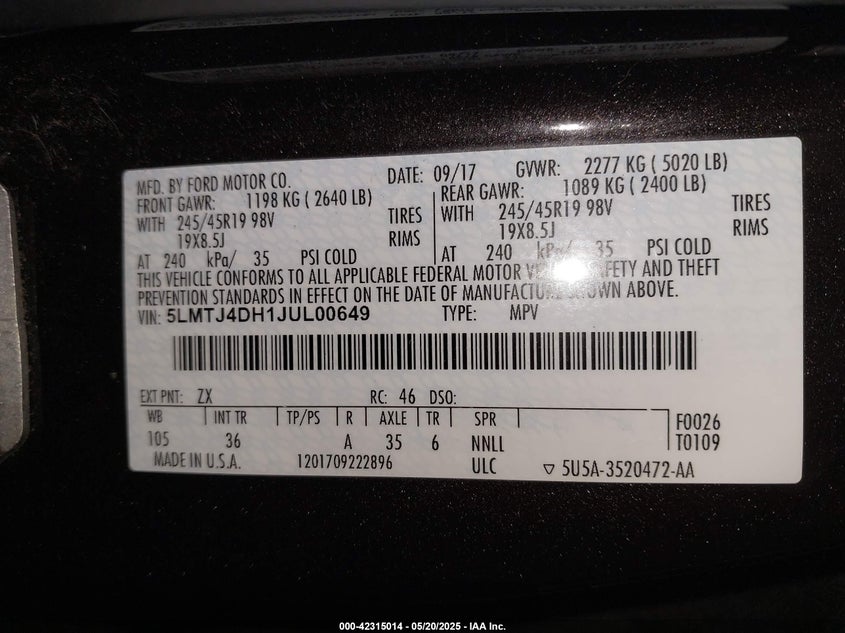 MFD. BY FORD MOTOR CO. DATE: 09/17 GVWR: 2277 KG ( 5020 LB)
FRONT GAWR: 1198 KG ( 2640 LB) REAR GAWR: 1089 KG ( 2400 LB)
WITH 245/45R19 98V TIRES WITH 245/45R19 98V TIRES
19X8.5J RIMS 19X8.5J RIMS
AT 240 kPa/ 35 PSI COLD AT 240 kPa/ 35 PSI COLD
THIS VEHICLE CONFORMS TO ALL APPLICABLE FEDERAL MOTOR AND THEFT
PREVENTION STANDARDS IN EFFECT ON THE DATE OF MANUFACTURE SHOWN ABOVE.
VIN: 5LMTJ4DH1JUL00649 TYPE: MPV
EXT PNT: ZX RC: 46 DSO:
WB INT TR TP/PS R AXLE TR SPR F0026
105 36 A 35 6 NNLL T0109
MADE IN U.S.A. 1201709222896 ULC ▽ 5U5A-3520472-AA
000-42315014 - 05/20/2025 - IAA Inc.